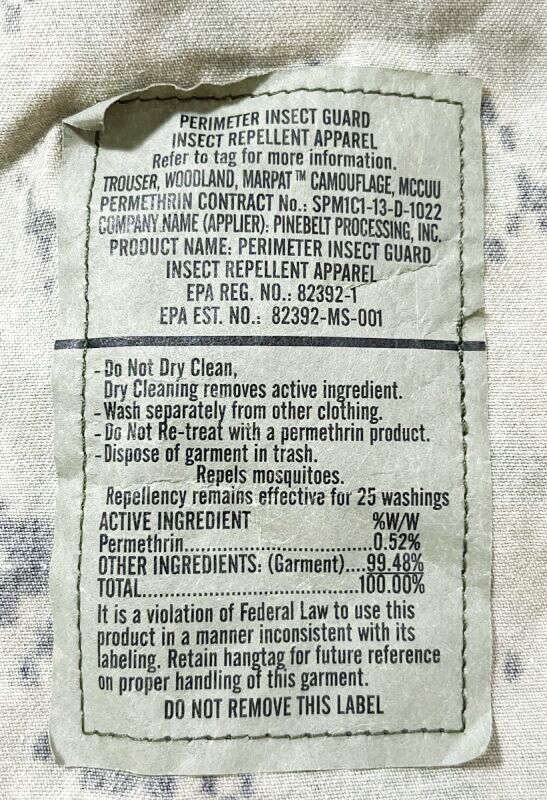 PERIMETER INSECT GUARD
INSECT REPELLENT APPAREL
Refer to tag for more information.
TROUSER, WOODLAND, MARPAT™ CAMOUFLAGE, MCCUU
PERMETHRIN CONTRACT No.: SPM1C1-13-D-1022
COMPANY NAME (APPLIER): PINEBELT PROCESSING, INC.
PRODUCT NAME: PERIMETER INSECT GUARD
INSECT REPELLENT APPAREL
EPA REG. NO.: 82392-1
EPA EST. NO.: 82392-MS-001
-Do Not Dry Clean,
Dry Cleaning removes active ingredient.
-Wash separately from other clothing.
-Do Not Re-treat with a permethrin product.
-Dispose of garment in trash.
Repels mosquitoes.
Repellency remains effective for 25 washings
ACTIVE INGREDIENT %W/W
Permethrin..............................0.52%
OTHER INGREDIENTS: (Garment)....99.48%
TOTAL....................................100.00%
It is a violation of Federal Law to use this
product in a manner inconsistent with its
labeling. Retain hangtag for future reference
on proper handling of this garment.
DO NOT REMOVE THIS LABEL